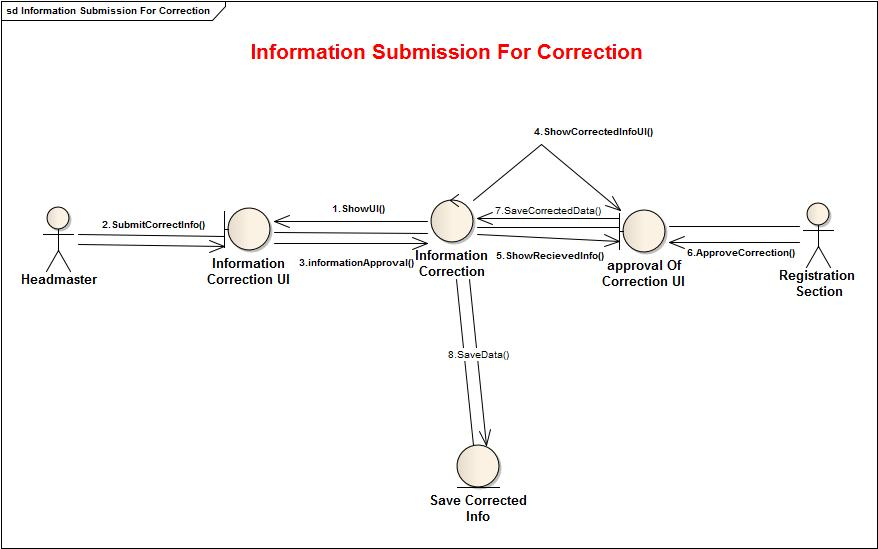 sd Information Submission For Correction
Information Submission For Correction
4.ShowCorrectedInfoUI()
1.ShowUI()
7.SaveCorrectedData()
2.SubmitCorrectInfo()
3.informationApproval()
5.ShowRecievedInfo()
6.ApproveCorrection()
Headmaster
Information
Correction UI
Information
Correction
approval Of
Correction UI
Registration
Section
8.SaveData()
Save Corrected
Info